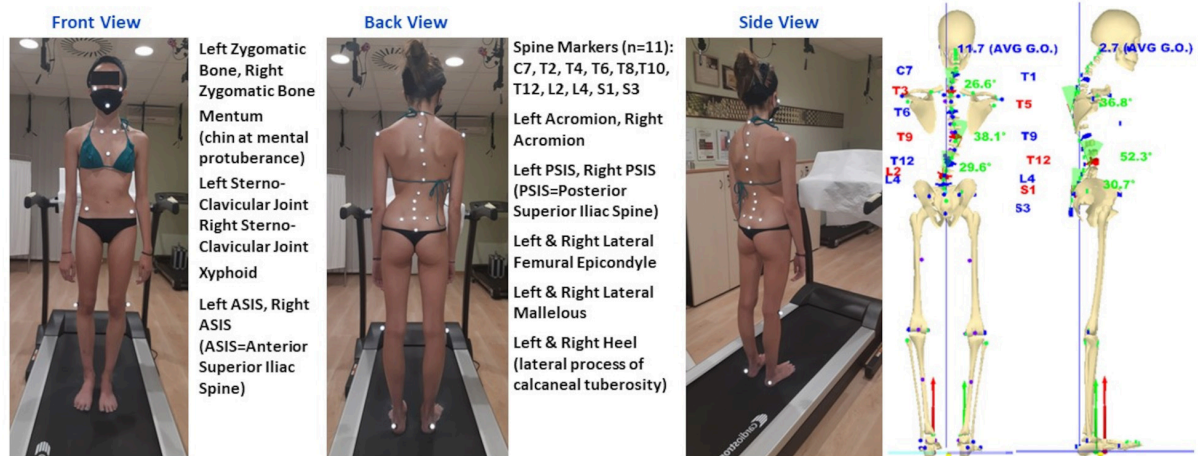 Front View
Left Zygomatic
Bone, Right
Zygomatic Bone
Mentum
(chin at mental
protuberance)
Left Sterno-
Clavicular Joint
Right Sterno-
Clavicular Joint
Xyphoid
Left ASIS, Right
ASIS
(ASIS=Anterior
Superior Iliac
Spine)
Back View
Spine Markers (n=11):
C7, T2, T4, T6, T8,T10,
T12, L2, L4, S1, S3
Left Acromion, Right
Acromion
Left PSIS, Right PSIS
(PSIS=Posterior
Superior Iliac Spine)
Left & Right Lateral
Femural Epicondyle
Left & Right Lateral
Mallelous
Left & Right Heel
(lateral process of
calcaneal tuberosity)
Side View
11.7 (AVG G.O.)
C7
26.6°
T3
T6
T9
38.1°
T12
29.6°
L2
L4
2.7 (AVG G.O.)
T1
36.8°
T5
T9
52.3°
T12
L4
30.7°
S1
S3